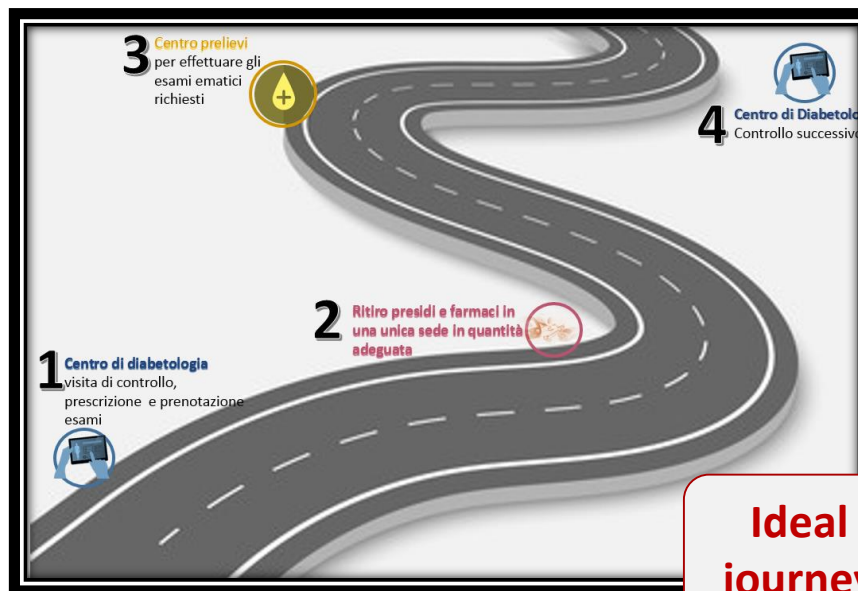 1
Centro di diabetologia
visita di controllo,
prescrizione e prenotazione
esami
2
Ritiro presidi e farmaci in
una unica sede in quantità
adeguata
3
Centro prelievi
per effettuare gli
esami ematici
richiesti
4
Centro di Diabetolo
Controllo successivo
Ideal
journey